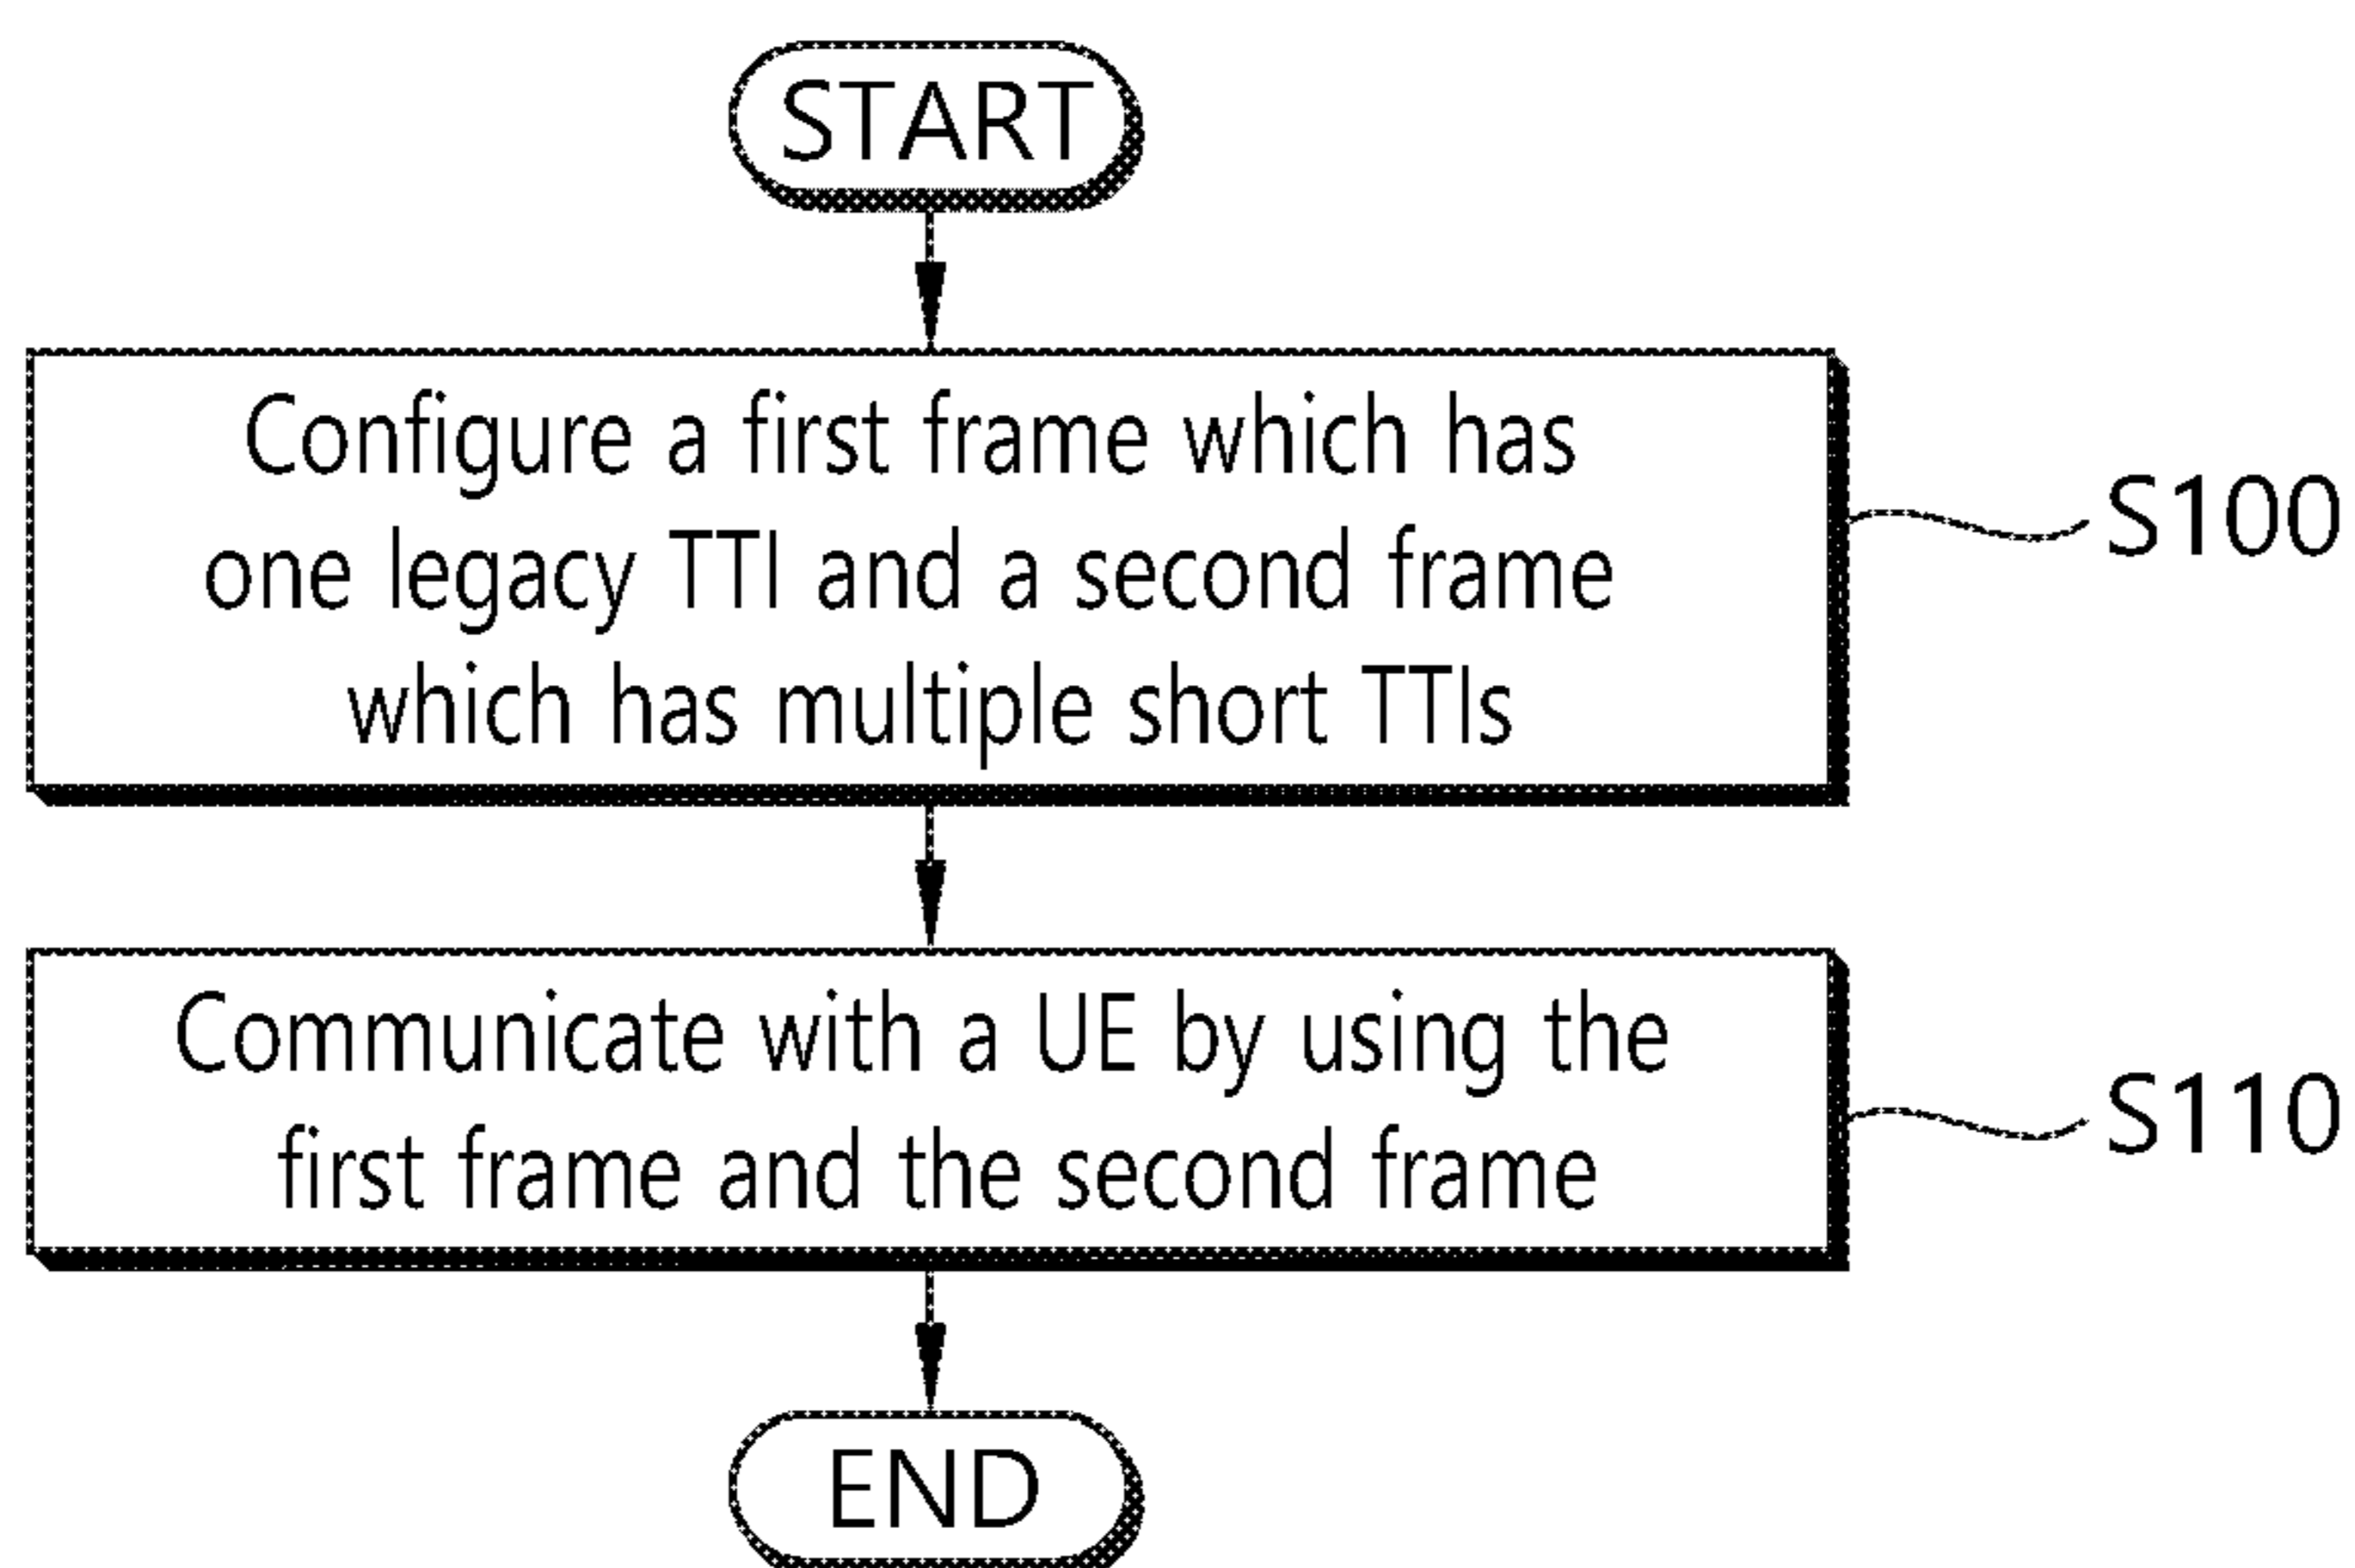 START
Configure a first frame which has
one legacy TTI and a second frame
which has multiple short TTIs
S100
Communicate with a UE by using the
first frame and the second frame
S110
END